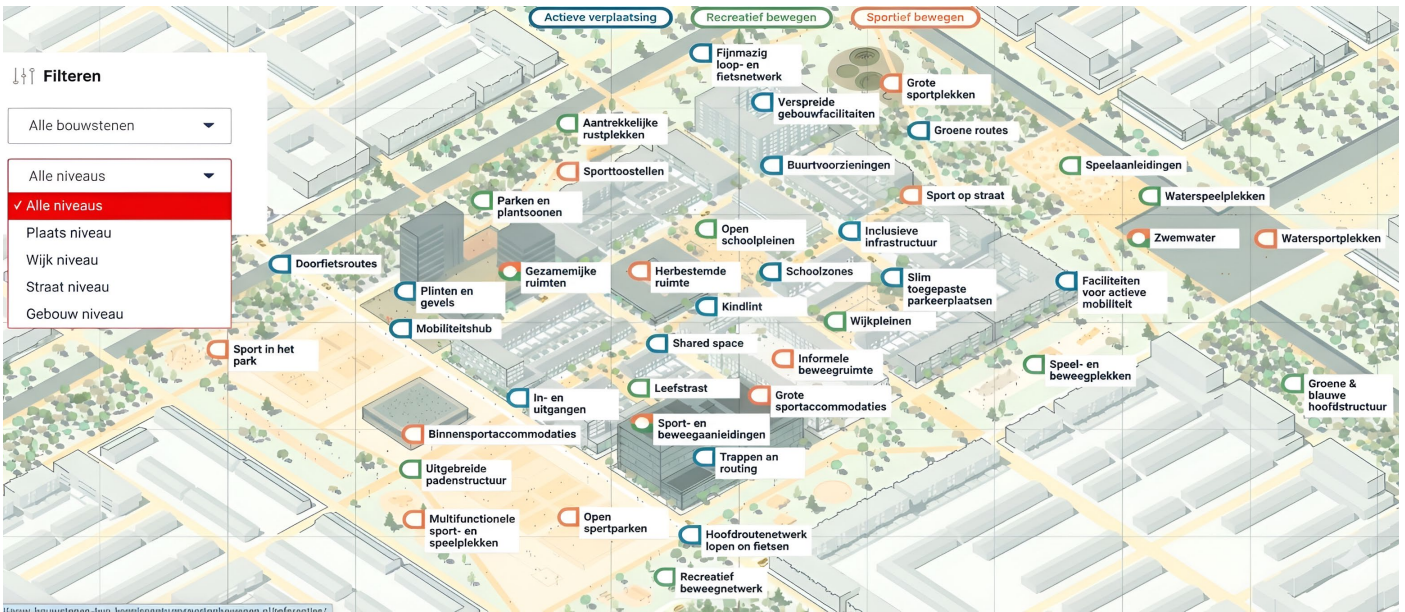 Actieve verplaatsing
Recreatief bewegen
Sportief bewegen
Filteren
Alle bouwstenen
Alle niveaus
✓ Alle niveaus
Plaats niveau
Wijk niveau
Straat niveau
Gebouw niveau
Fijnmazig
loop- en
fietsnetwerk
Grote
sportplekken
Verspreide
gebouwfacilitaiten
Aantrekkelijke
rustplekken
Groene routes
Buurtvoorzieningen
Speelaanleidingen
Sporttoostellen
Sport op straat
Waterspeelplekken
Parken en
plantsoonen
Open
schoolpleinen
Inclusieve
infrastructuur
Zwemwater
Watersportplekken
Doorfietsroutes
Gezamemijke
ruimten
Herbestemde
ruimte
Schoolzones
Slim
toegepaste
parkeerplaatsen
Faciliteiten
voor actieve
mobiliteit
Plinten en
gevels
Kindlint
Wijkpleinen
Mobiliteitshub
Shared space
Sport in het
park
Informele
beweegruimte
Speel- en
beweegplekken
Leefstrast
Grote
sportaccommodaties
Groene &
blauwe
hoofdstructuur
In- en
uitgangen
Sport- en
beweegaanieidingen
Binnensportaccommodaties
Trappen an
routing
Uitgebreide
padenstructuur
Multifunctionele
sport- en
speelplekken
Open
spertparken
Hoofdroutenetwerk
lopen on fietsen
Recreatief
beweegnetwerk